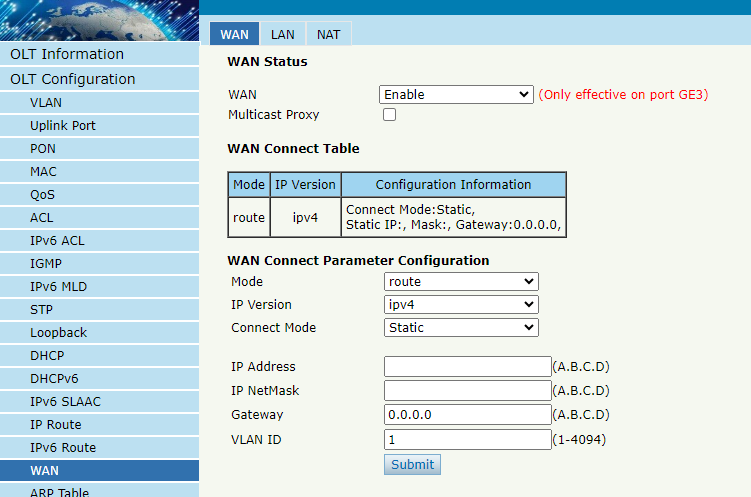 WAN LAN NAT
OLT Information
OLT Configuration
VLAN
Uplink Port
PON
MAC
QoS
ACL
IPv6 ACL
IGMP
IPv6 MLD
STP
Loopback
DHCP
DHCPv6
IPv6 SLAAC
IP Route
IPv6 Route
WAN
ARP Table
WAN Status
WAN Enable (Only effective on port GE3)
Multicast Proxy
WAN Connect Table
Mode IP Version Configuration Information
route ipv4 Connect Mode:Static,
Static IP:, Mask:, Gateway:0.0.0.0,
WAN Connect Parameter Configuration
Mode route
IP Version ipv4
Connect Mode Static
IP Address (A.B.C.D)
IP NetMask (A.B.C.D)
Gateway 0.0.0.0 (A.B.C.D)
VLAN ID 1 (1-4094)
Submit